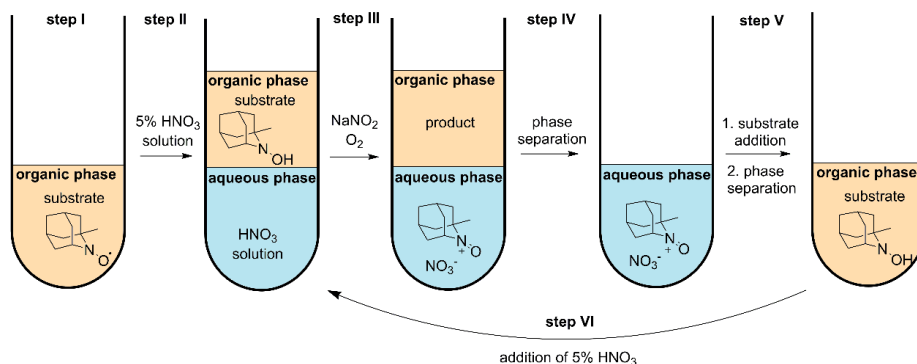 step I
step II
step III
step IV
step V
organic phase
substrate
N
O
5% HNO3
solution
organic phase
substrate
N
OH
aqueous phase
HNO3
solution
NaNO2
O2
organic phase
product
aqueous phase
N
+
O
NO3-
phase
separation
aqueous phase
N
+
O
NO3-
1. substrate
addition
2. phase
separation
organic phase
substrate
N
OH
step VI
addition of 5% HNO3